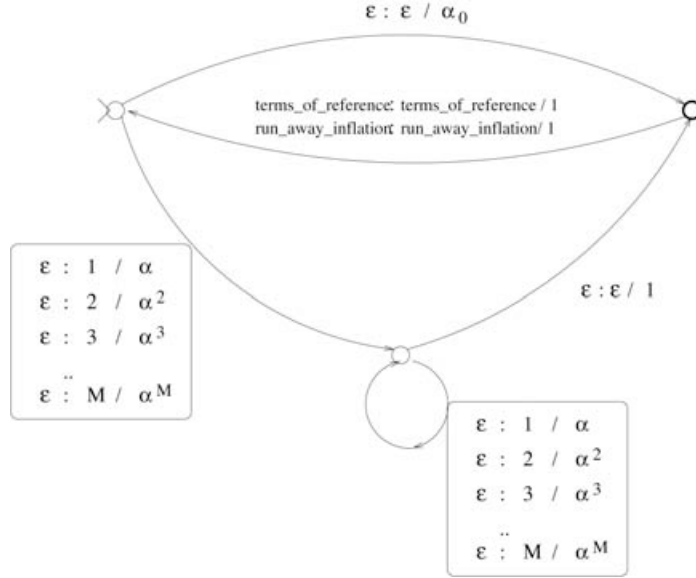 ε : ε / α₀
terms_of_reference: terms_of_reference / 1
run_away_inflation: run_away_inflation/ 1
ε : 1 / α
ε : 2 / α²
ε : 3 / α³
..
ε : M / αᴹ
ε : ε / 1
ε : 1 / α
ε : 2 / α²
ε : 3 / α³
..
ε : M / αᴹ